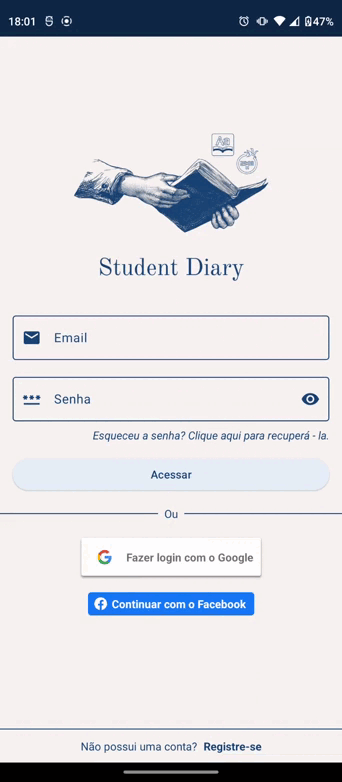 18:01
47%
Aa
Student Diary
Email
Senha
Esqueceu a senha? Clique aqui para recuperá - la.
Acessar
Ou
Fazer login com o Google
Continuar com o Facebook
Não possui uma conta? Registre-se